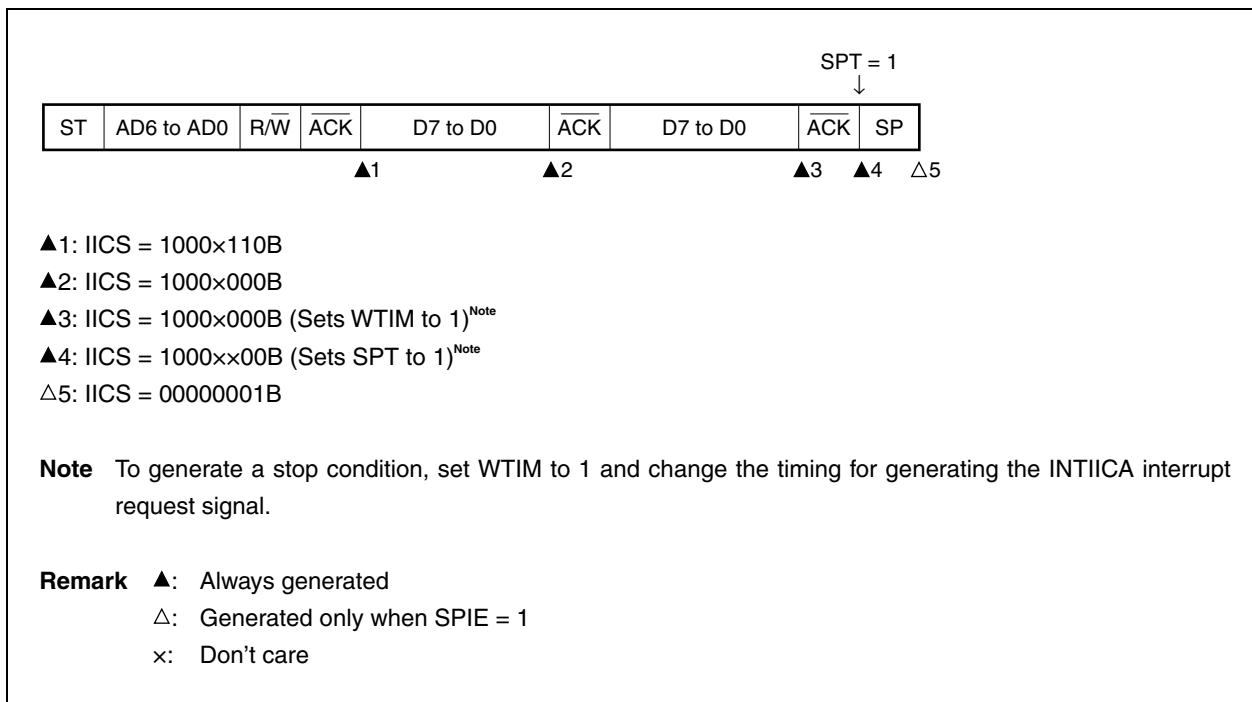 SPT = 1
↓
ST AD6 to AD0 R/W̅ A̅C̅K̅ D7 to D0 A̅C̅K̅ D7 to D0 A̅C̅K̅ SP
▲1 ▲2 ▲3 ▲4 △5
▲1: IICS = 1000×110B
▲2: IICS = 1000×000B
▲3: IICS = 1000×000B (Sets WTIM to 1)Note
▲4: IICS = 1000××00B (Sets SPT to 1)Note
△5: IICS = 00000001B
Note To generate a stop condition, set WTIM to 1 and change the timing for generating the INTIICA interrupt
request signal.
Remark ▲: Always generated
△: Generated only when SPIE = 1
×: Don't care